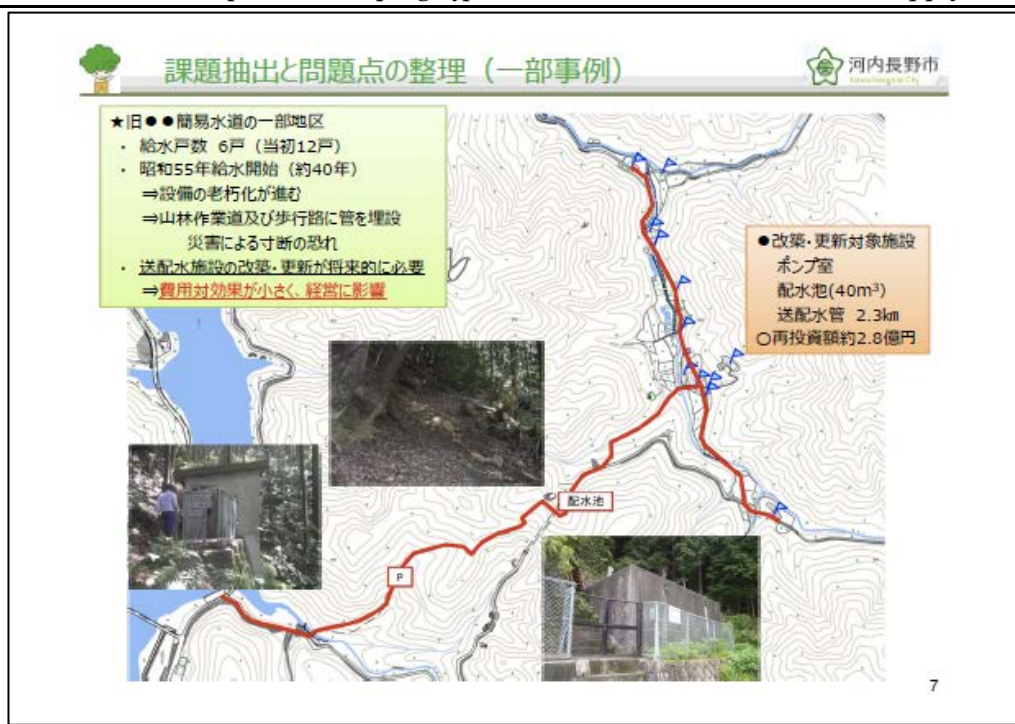 課題抽出と問題点の整理（一部事例）
河内長野市
★旧●●簡易水道の一部地区
・ 給水戸数 6戸（当初12戸）
・ 昭和55年給水開始（約40年）
⇒設備の老朽化が進む
⇒山林作業道及び歩行路に管を埋設
災害による寸断の恐れ
・ 送配水施設の改築・更新が将来的に必要
⇒費用対効果が小さく、経営に影響
●改築・更新対象施設
ポンプ室
配水池(40m³)
送配水管 2.3㎞
○再投資額約2.8億円
配水池
P
7